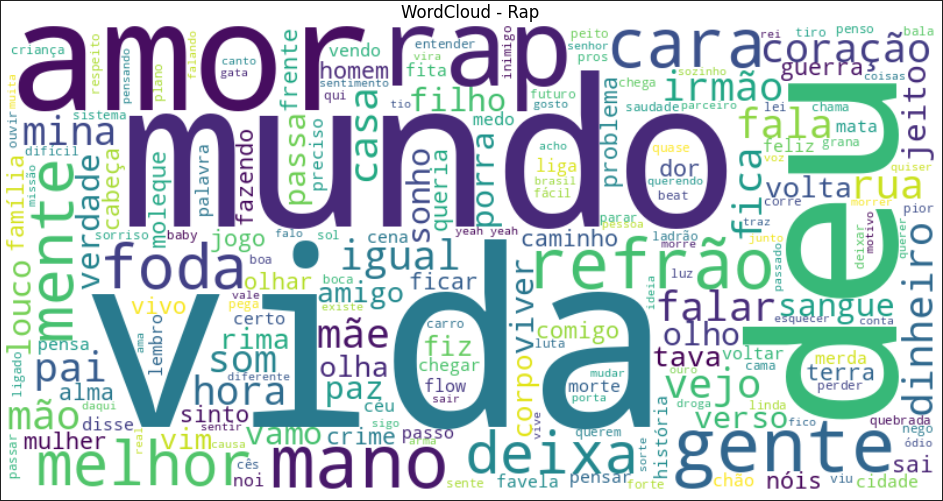 WordCloud - Rap
amor
rap
cara
coração
mundo
vida
deu
gente
refrão
melhor
mano
deixa
foda
mente
irmão
guerra
jeito
fala
rua
fica
volta
feliz
mata
dinheiro
sangue
falar
olho
tava
vejo
verso
terra
nóis
cidade
sai
mina
casa
filho
fita
homem
vendo
frente
passa
preciso
fazendo
palavra
moleque
cabeça
verdade
família
louco
sonho
queria
porra
medo
problema
dor
liga
caminho
igual
amigo
ficar
olhar
jogo
cena
viver
corpo
comigo
fiz
chegar
flow
mãe
olha
paz
céu
som
rima
hora
certo
lembro
vivo
pai
alma
mão
disse
mulher
vim
sinto
vamo
crime
passo
noi
favela
pensar
história
morte
luta
criança
pensando
respeito
plano
falando
canto
gata
sentimento
qui
tio
entender
vira
inimigo
peito
senhor
pros
tiro
rei
penso
bala
sozinho
coisas
chega
futuro
gosto
saudade
parceiro
lei
chama
grana
quase
voz
quiser
acho
brasil
fácil
querendo
beat
corre
morrer
pior
motivo
querer
deixar
passado
junto
traz
luz
ladrão
morre
pessoa
parar
ideia
yeah yeah
sol
falo
baby
sorriso
boa
boca
existe
vale
pega
ama
diferente
sentir
sair
carro
mudar
porta
ouro
esquecer
conta
voltar
cama
merda
perder
linda
droga
fico
quebrada
nego
ódio
viu
chão
forte
sorte
querem
vive
sente
arma
sigo
causa
real
cês
daqui
passar
ligado
pensa
missão
difícil
sistema
ouvir
muita